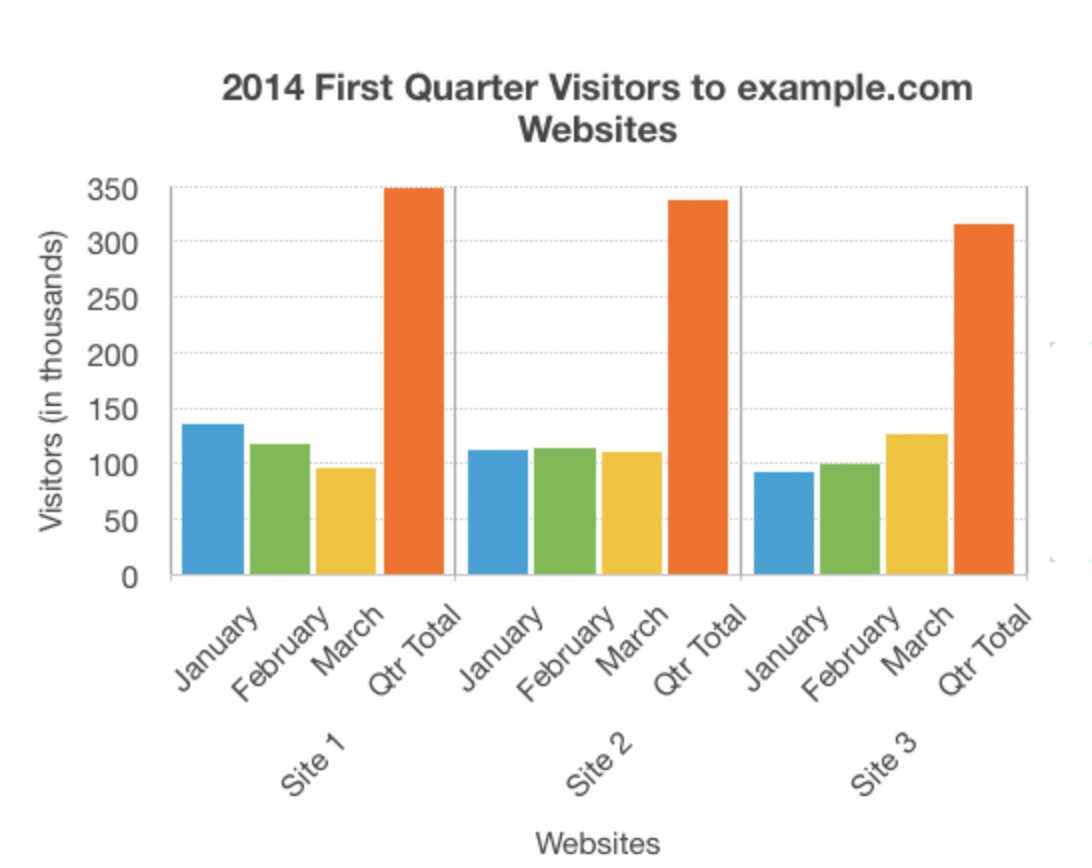 2014 First Quarter Visitors to example.com
Websites
Visitors (in thousands)
350
300
250
200
150
100
50
0
January
February
March
Qtr Total
January
February
March
Qtr Total
January
February
March
Qtr Total
Site 1
Site 2
Site 3
Websites